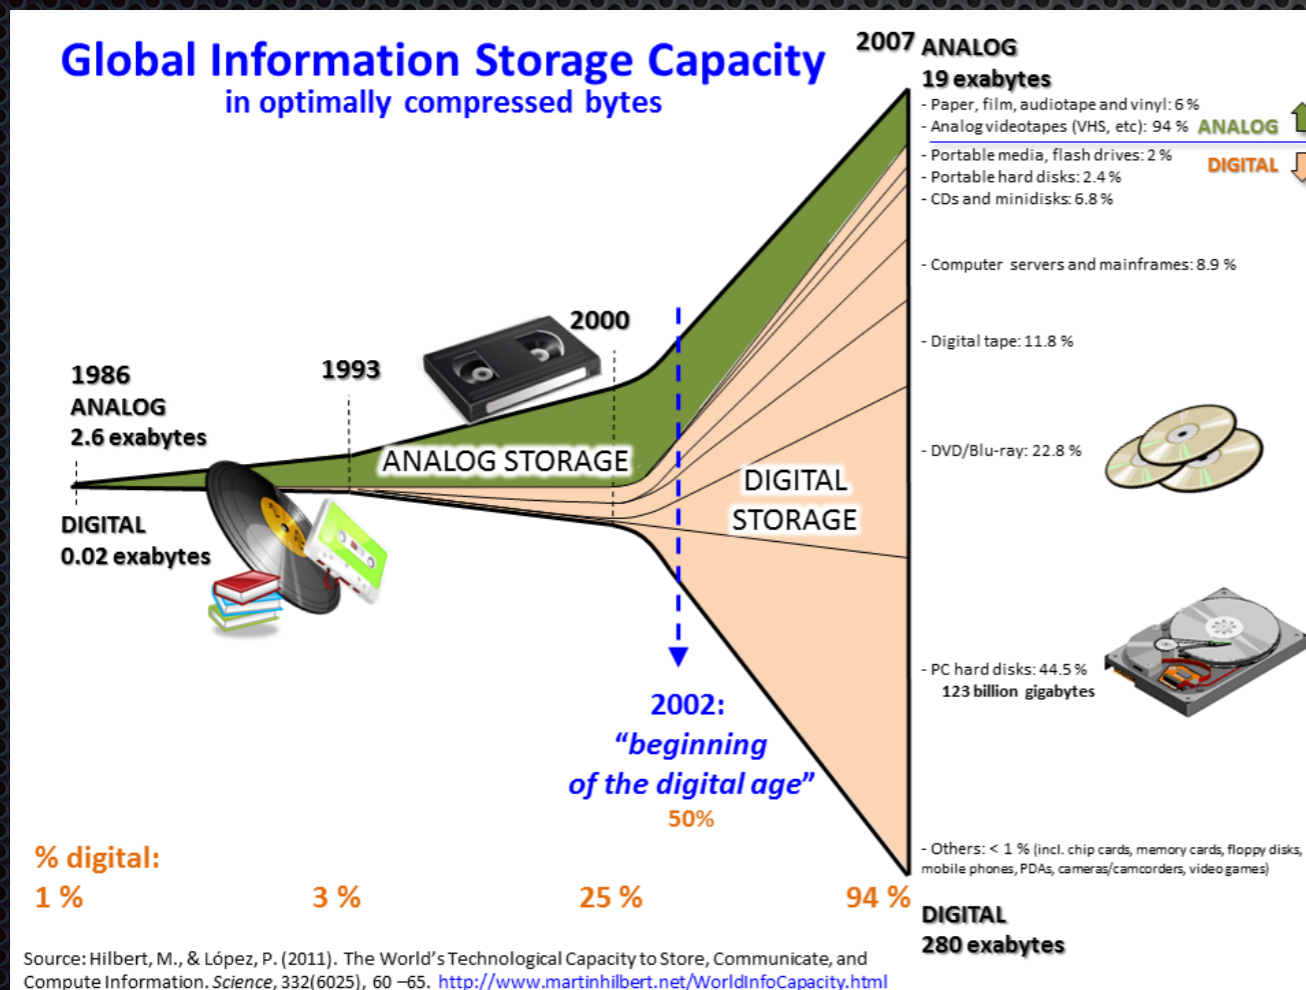 Global Information Storage Capacity
in optimally compressed bytes
2007
ANALOG
19 exabytes
- Paper, film, audiotape and vinyl: 6 %
- Analog videotapes (VHS, etc): 94 %
ANALOG
- Portable media, flash drives: 2 %
DIGITAL
- Portable hard disks: 2.4 %
- CDs and minidisks: 6.8 %
- Computer servers and mainframes: 8.9 %
- Digital tape: 11.8 %
- DVD/Blu-ray: 22.8 %
- PC hard disks: 44.5 %
123 billion gigabytes
- Others: < 1 % (incl. chip cards, memory cards, floppy disks,
mobile phones, PDAs, cameras/camcorders, video games)
DIGITAL
280 exabytes
1986
ANALOG
2.6 exabytes
DIGITAL
0.02 exabytes
1993
2000
ANALOG STORAGE
DIGITAL
STORAGE
2002:
“beginning
of the digital age”
50%
% digital:
1 %
3 %
25 %
94 %
Source: Hilbert, M., & López, P. (2011). The World’s Technological Capacity to Store, Communicate, and
Compute Information. Science, 332(6025), 60 –65. http://www.martinhilbert.net/WorldInfoCapacity.html